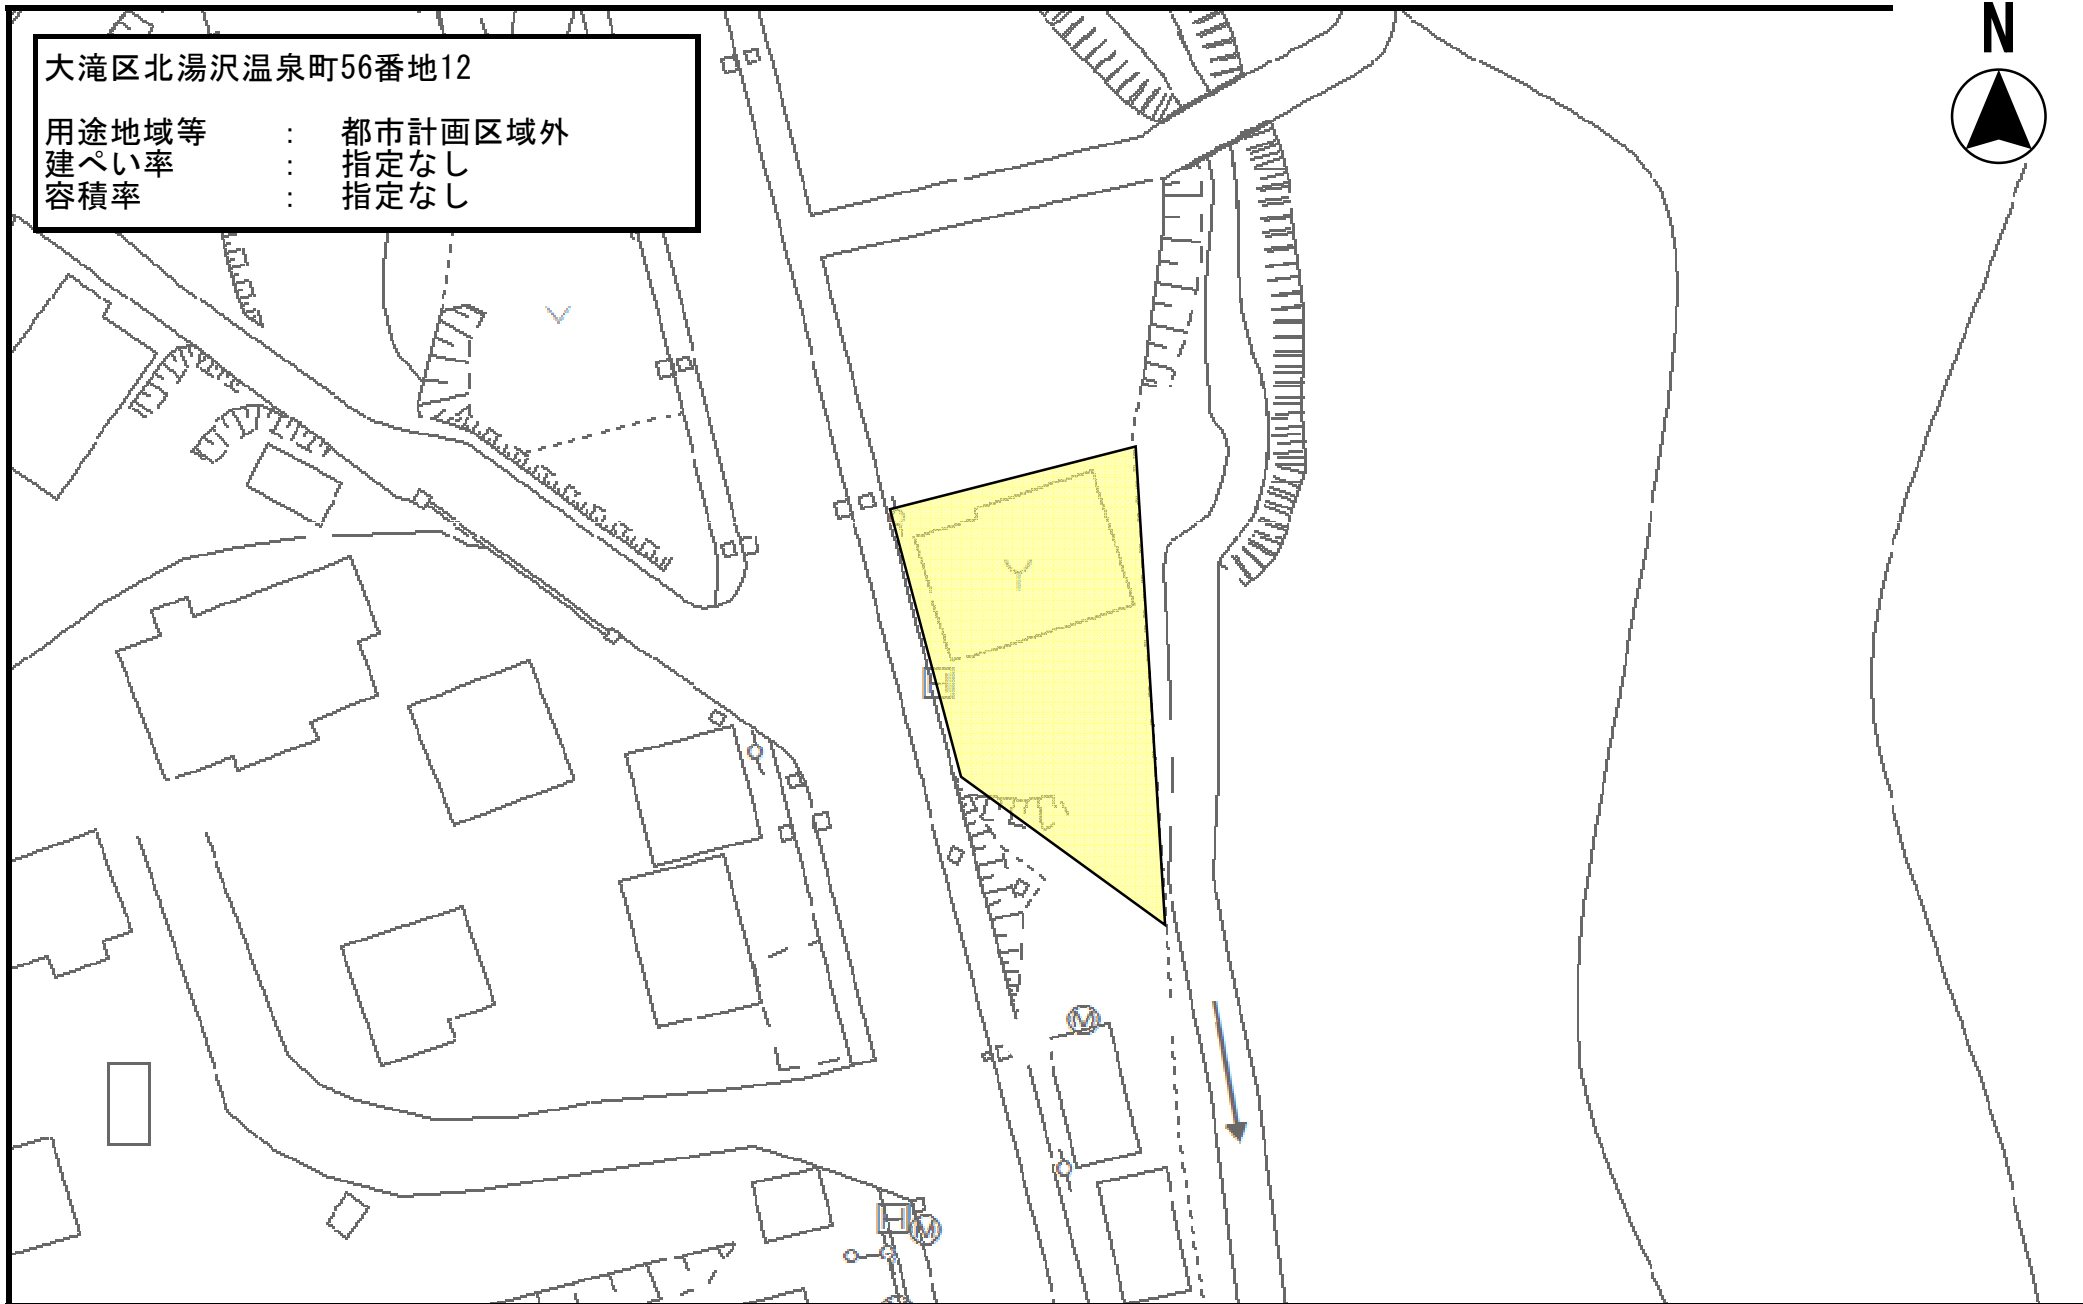 N
大滝区北湯沢温泉町56番地12
用途地域等 : 都市計画区域外
建ぺい率 : 指定なし
容積率 : 指定なし
H
M
H
M